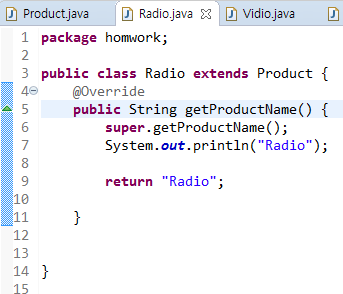 Product.java Radio.java Vidio.java
1 package homwork;
2
3 public class Radio extends Product {
4 @Override
5 public String getProductName() {
6 super.getProductName();
7 System.out.println("Radio");
8
9 return "Radio";
10
11 }
12
13
14 }
15